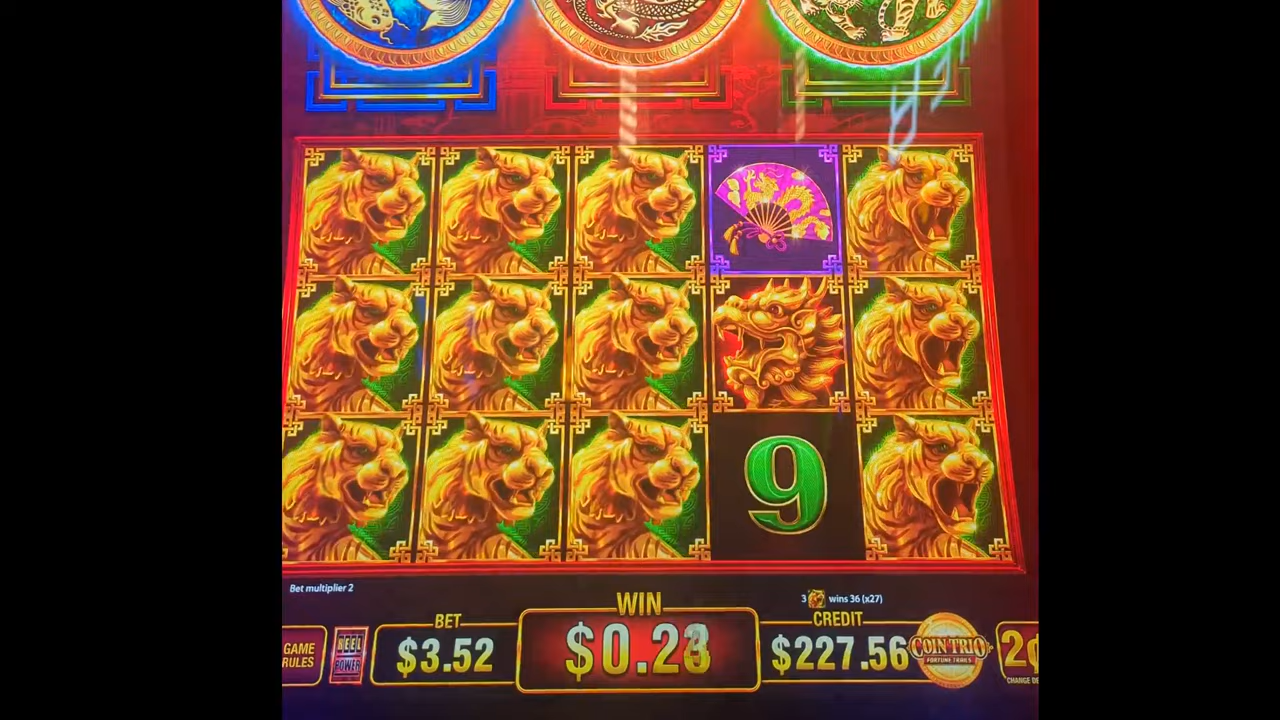 9
Bet multiplier 2
3 wins 36 (x27)
WIN
BET
CREDIT
GAME
RULES
REEL
POWER
$3.52
$227.56
COIN TRIO
FORTUNE TRAILS
2¢